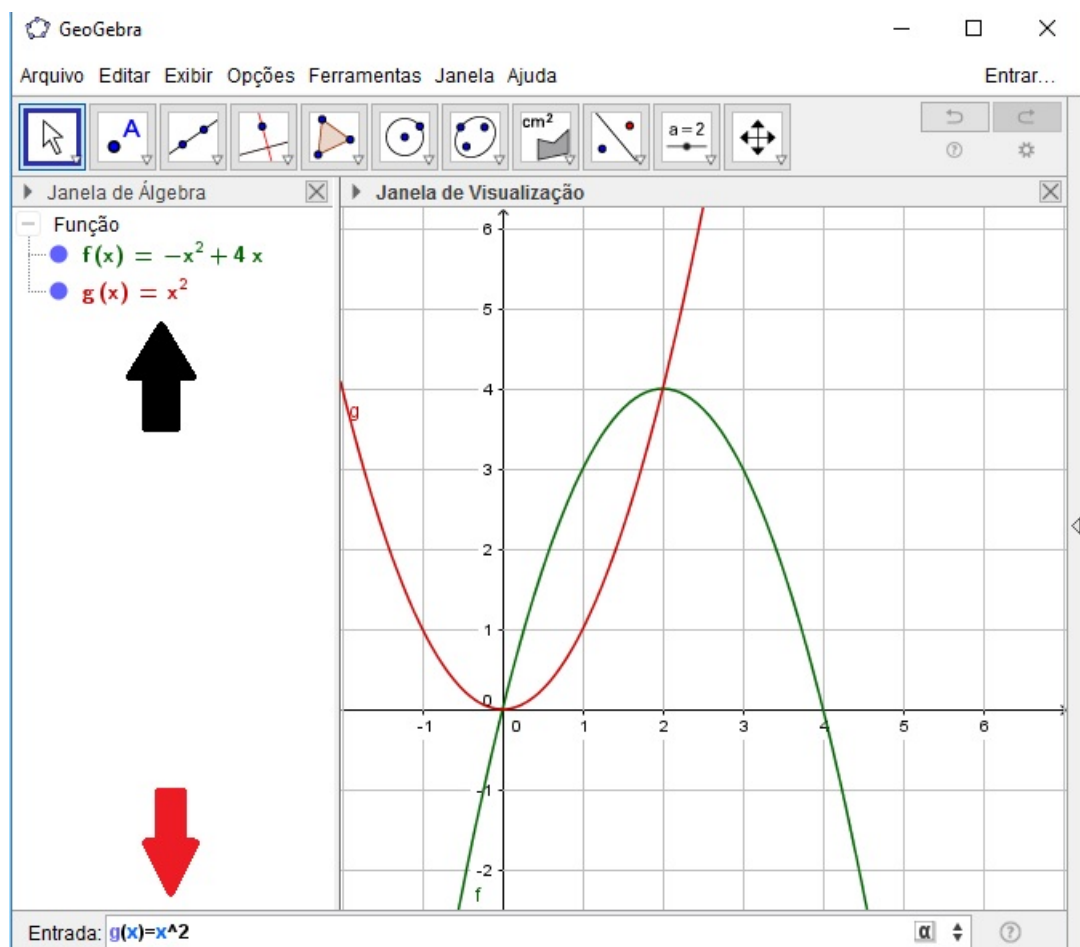 GeoGebra
Arquivo Editar Exibir Opções Ferramentas Janela Ajuda Entrar...
A cm² a=2
Janela de Álgebra
Função
f(x) = −x² + 4 x
g(x) = x²
Janela de Visualização
6
5
4
3
2
1
0
-1
-2
-1 0 1 2 3 4 5 6
g
f
Entrada: g(x)=x^2 α